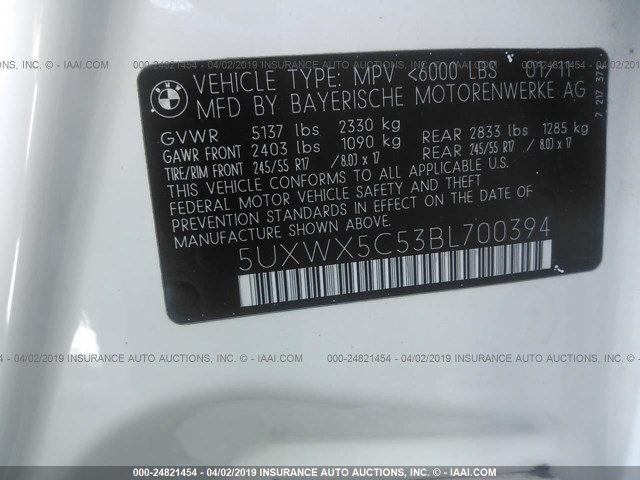 BMW
VEHICLE TYPE: MPV <6000 LBS 01/11
MFD BY BAYERISCHE MOTORENWERKE AG
GVWR 5137 lbs 2330 kg
GAWR FRONT 2403 lbs 1090 kg REAR 2833 lbs 1285 kg
TIRE/RIM FRONT 245/55 R17 / 8.0J x 17 REAR 245/55 R17 / 8.0J x 17
THIS VEHICLE CONFORMS TO ALL APPLICABLE U.S.
FEDERAL MOTOR VEHICLE SAFETY AND THEFT
PREVENTION STANDARDS IN EFFECT ON THE DATE OF
MANUFACTURE SHOWN ABOVE.
5UXWX5C53BL700394
7 217 37
000-24821454 - 04/02/2019 INSURANCE AUTO AUCTIONS, INC. © - IAAI.COM